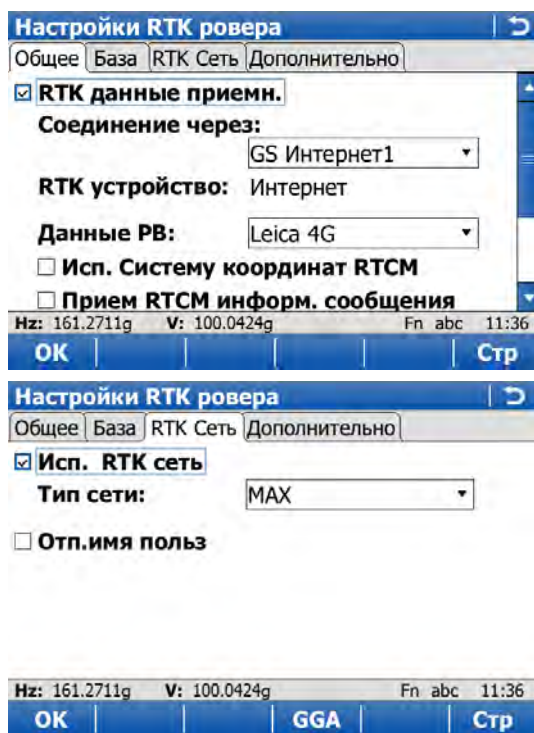 Настройки RTK ровера
Общее База RTK Сеть Дополнительно
RTK данные приемн.
Соединение через:
GS Интернет1
RTK устройство: Интернет
Данные РВ: Leica 4G
Исп. Систему координат RTCM
Прием RTCM информ. сообщения
Hz: 161.2711g V: 100.0424g Fn abc 11:36
OK Стр
Настройки RTK ровера
Общее База RTK Сеть Дополнительно
Исп. RTK сеть
Тип сети: MAX
Отп.имя польз
Hz: 161.2711g V: 100.0424g Fn abc 11:36
OK GGA Стр